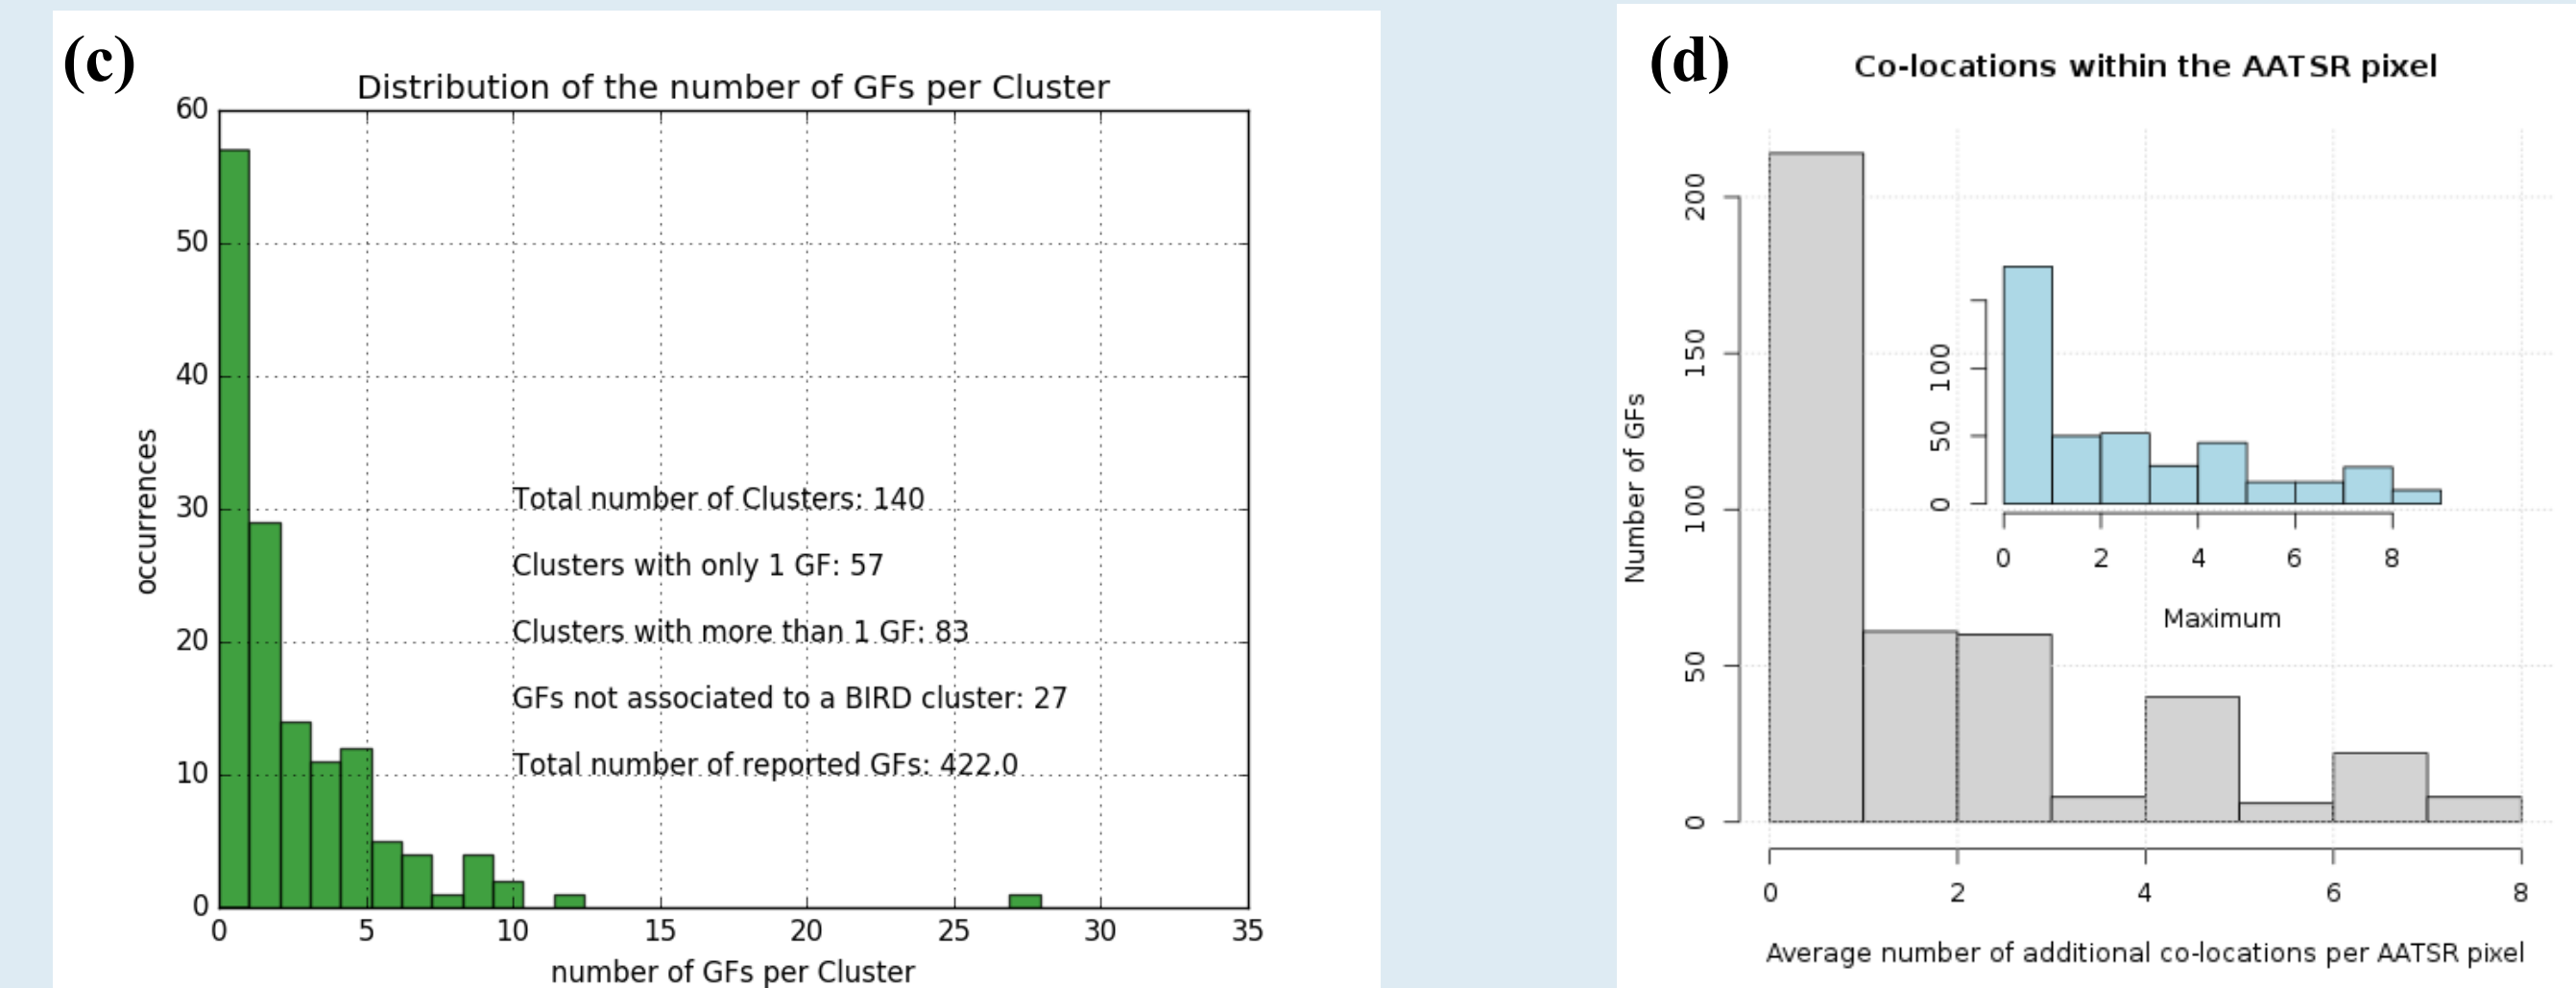 (c)
Distribution of the number of GFs per Cluster
60
50
40
30
20
10
0
occurrences
Total number of Clusters: 140
Clusters with only 1 GF: 57
Clusters with more than 1 GF: 83
GFs not associated to a BIRD cluster: 27
Total number of reported GFs: 422.0
0 5 10 15 20 25 30 35
number of GFs per Cluster
(d)
Co-locations within the AATSR pixel
200
150
100
50
0
Number of GFs
100
50
0
0 2 4 6 8
Maximum
0 2 4 6 8
Average number of additional co-locations per AATSR pixel